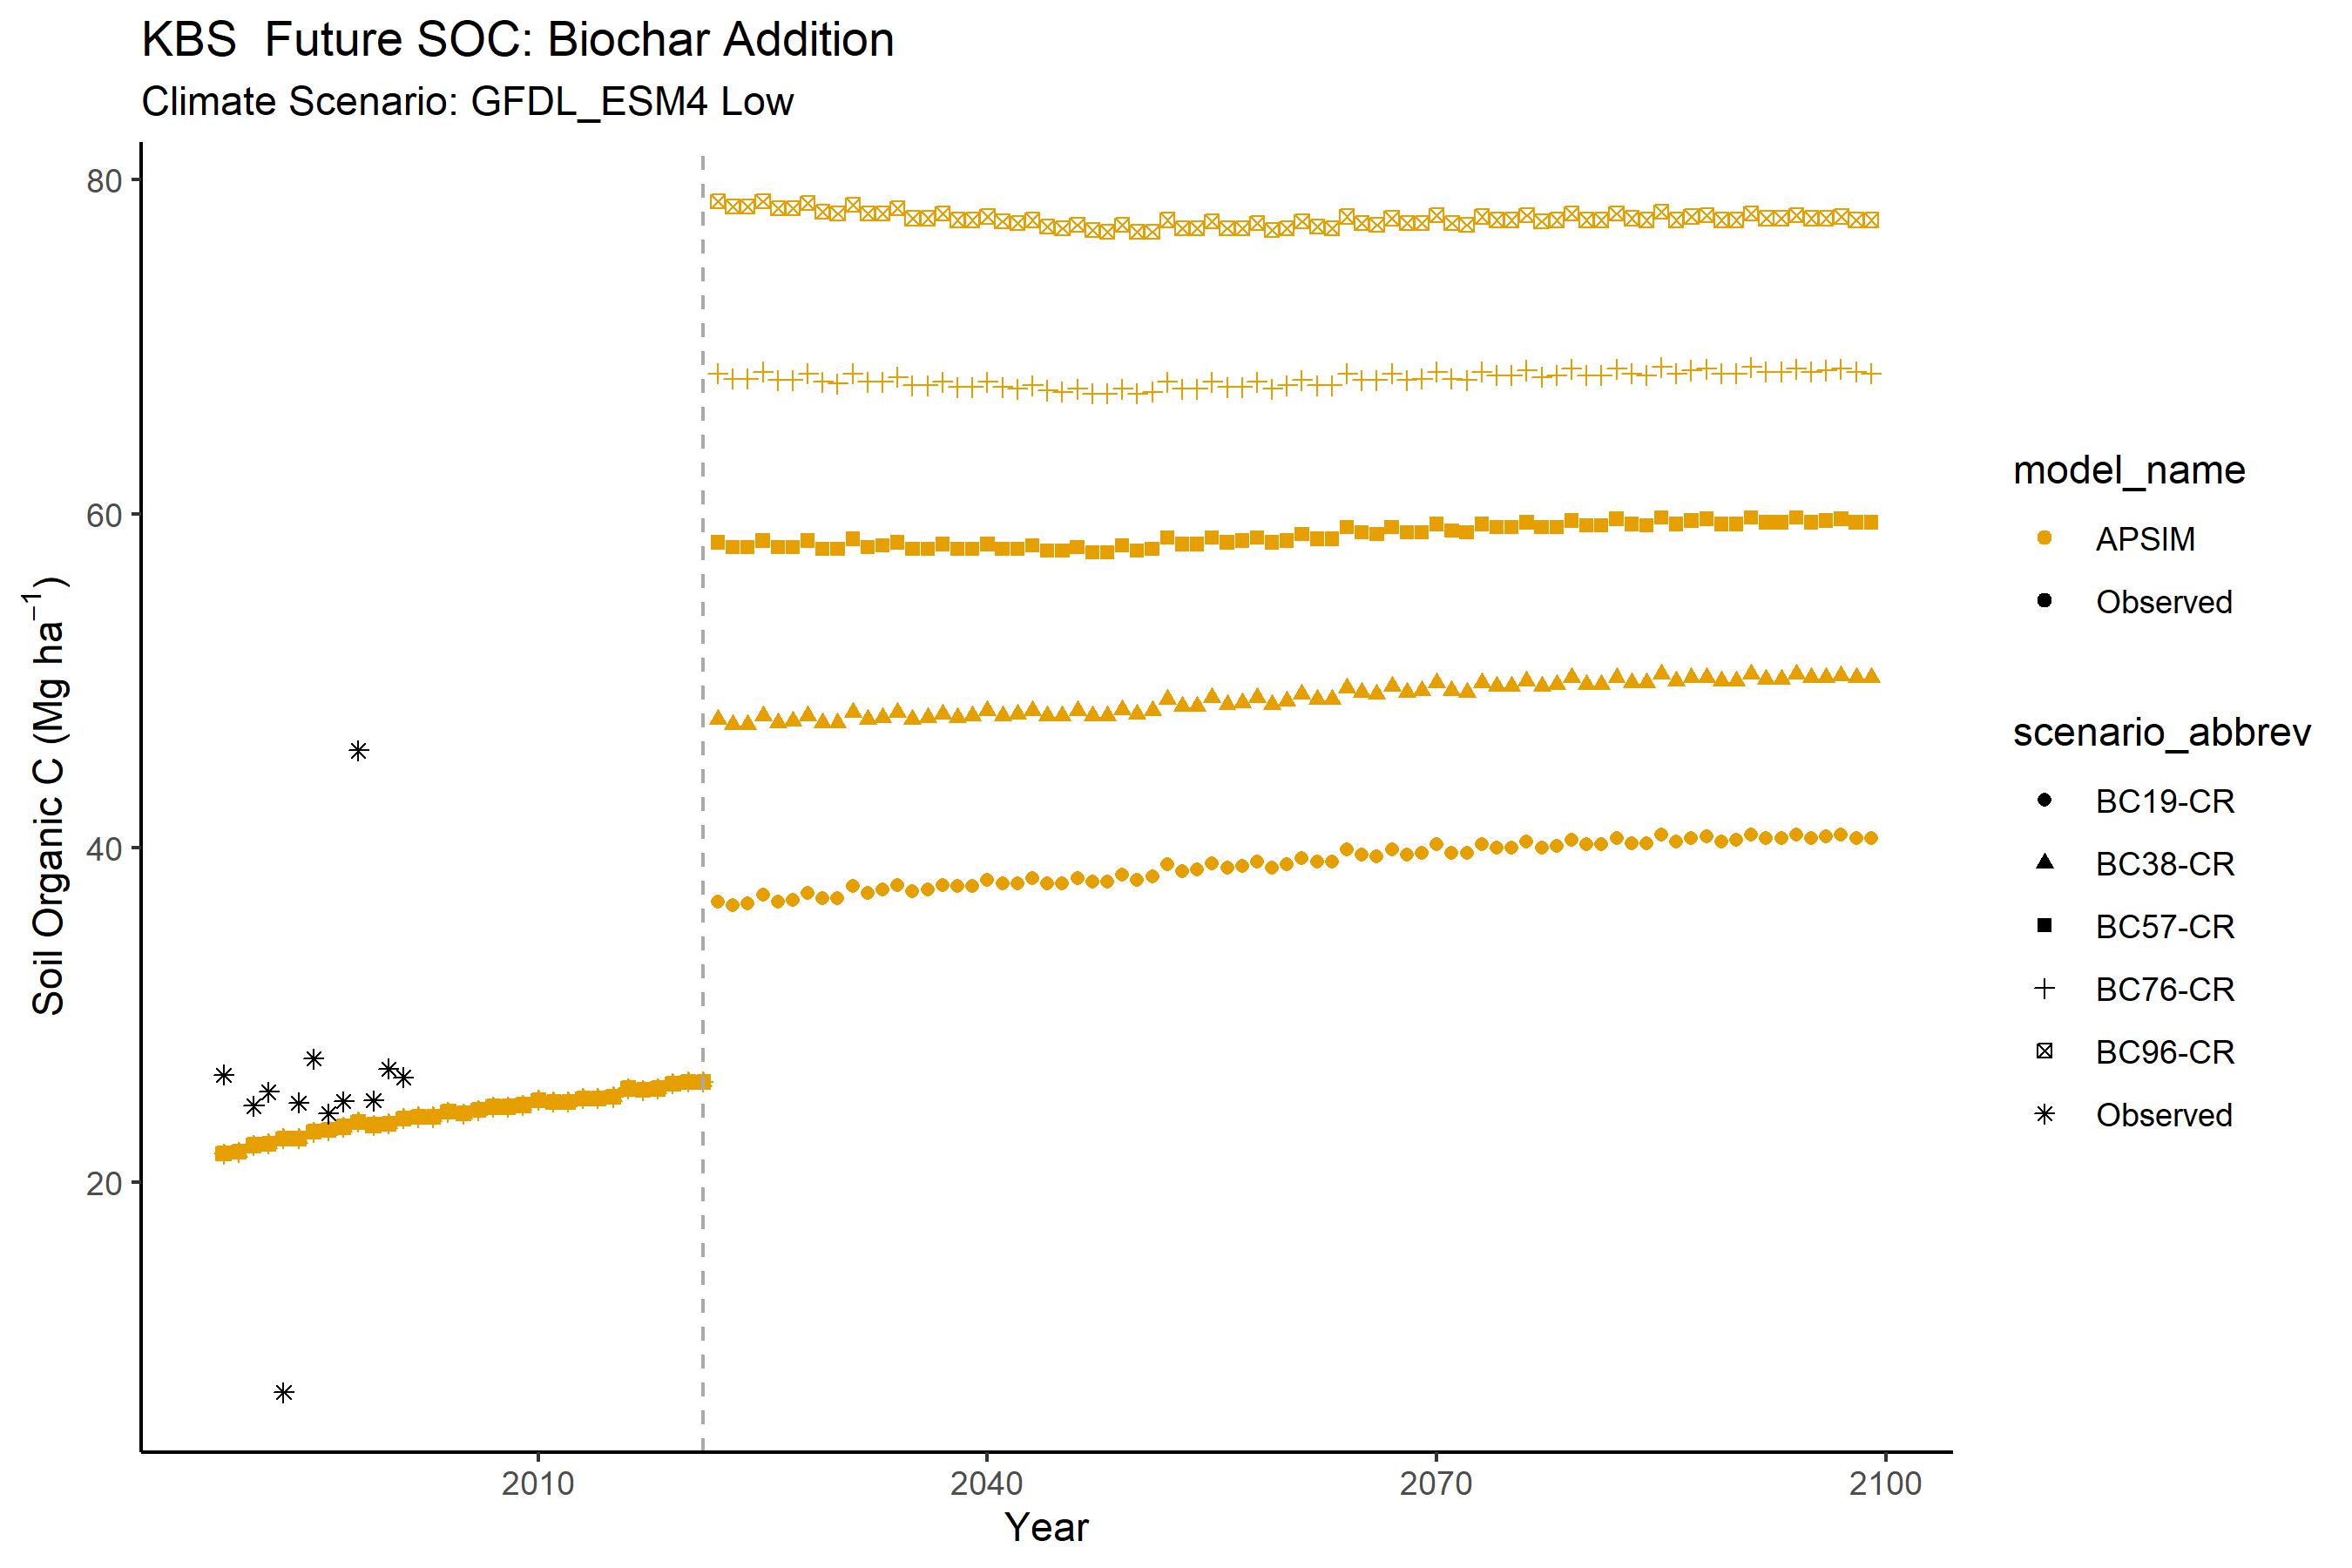 KBS  Future SOC: Biochar Addition
Climate Scenario: GFDL_ESM4 Low
80
60
40
20
Soil Organic C (Mg ha⁻¹)
2010
2040
2070
2100
Year
model_name
APSIM
Observed
scenario_abbrev
BC19-CR
BC38-CR
BC57-CR
BC76-CR
BC96-CR
Observed